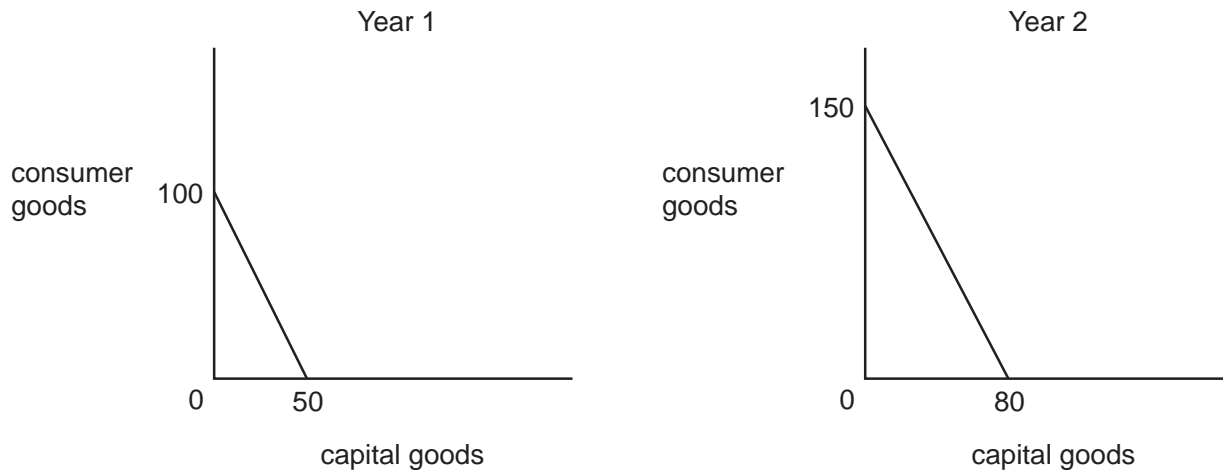 Year 1
consumer
goods
100
0
50
capital goods
Year 2
150
consumer
goods
0
80
capital goods